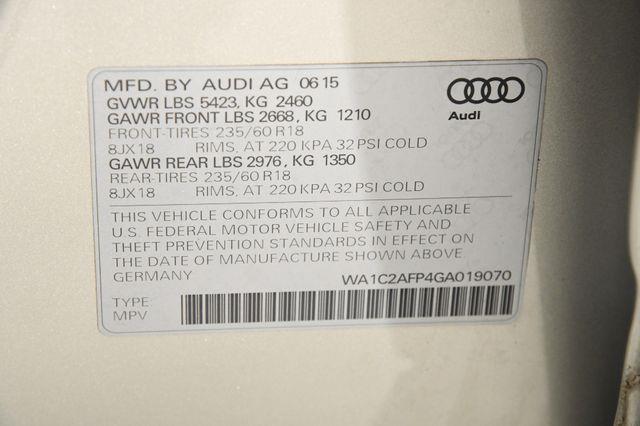 MFD. BY AUDI AG 06 15
GVWR LBS 5423, KG 2460
GAWR FRONT LBS 2668, KG 1210
FRONT-TIRES 235/60 R18
8JX18 RIMS, AT 220 KPA 32 PSI COLD
GAWR REAR LBS 2976, KG 1350
REAR-TIRES 235/60 R18
8JX18 RIMS, AT 220 KPA 32 PSI COLD
Audi
THIS VEHICLE CONFORMS TO ALL APPLICABLE
U.S. FEDERAL MOTOR VEHICLE SAFETY AND
THEFT PREVENTION STANDARDS IN EFFECT ON
THE DATE OF MANUFACTURE SHOWN ABOVE.
GERMANY WA1C2AFP4GA019070
TYPE
MPV